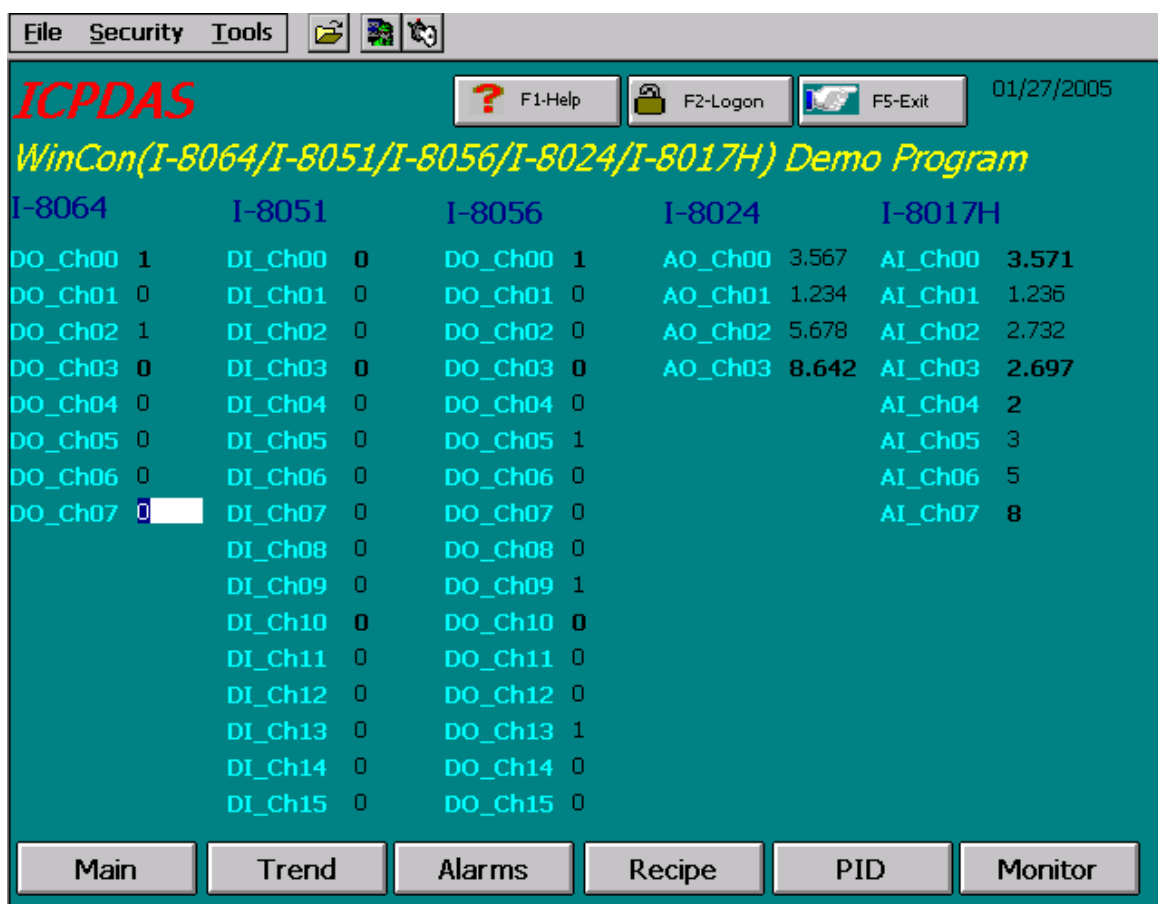 File Security Tools
ICPDAS ? F1-Help F2-Logon F5-Exit 01/27/2005
WinCon(I-8064/I-8051/I-8056/I-8024/I-8017H) Demo Program
I-8064 I-8051 I-8056 I-8024 I-8017H
DO_Ch00 1 DI_Ch00 0 DO_Ch00 1 AO_Ch00 3.567 AI_Ch00 3.571
DO_Ch01 0 DI_Ch01 0 DO_Ch01 0 AO_Ch01 1.234 AI_Ch01 1.236
DO_Ch02 1 DI_Ch02 0 DO_Ch02 0 AO_Ch02 5.678 AI_Ch02 2.732
DO_Ch03 0 DI_Ch03 0 DO_Ch03 0 AO_Ch03 8.642 AI_Ch03 2.697
DO_Ch04 0 DI_Ch04 0 DO_Ch04 0 AI_Ch04 2
DO_Ch05 0 DI_Ch05 0 DO_Ch05 1 AI_Ch05 3
DO_Ch06 0 DI_Ch06 0 DO_Ch06 0 AI_Ch06 5
DO_Ch07 0 DI_Ch07 0 DO_Ch07 0 AI_Ch07 8
DI_Ch08 0 DO_Ch08 0
DI_Ch09 0 DO_Ch09 1
DI_Ch10 0 DO_Ch10 0
DI_Ch11 0 DO_Ch11 0
DI_Ch12 0 DO_Ch12 0
DI_Ch13 0 DO_Ch13 1
DI_Ch14 0 DO_Ch14 0
DI_Ch15 0 DO_Ch15 0
Main Trend Alarms Recipe PID Monitor